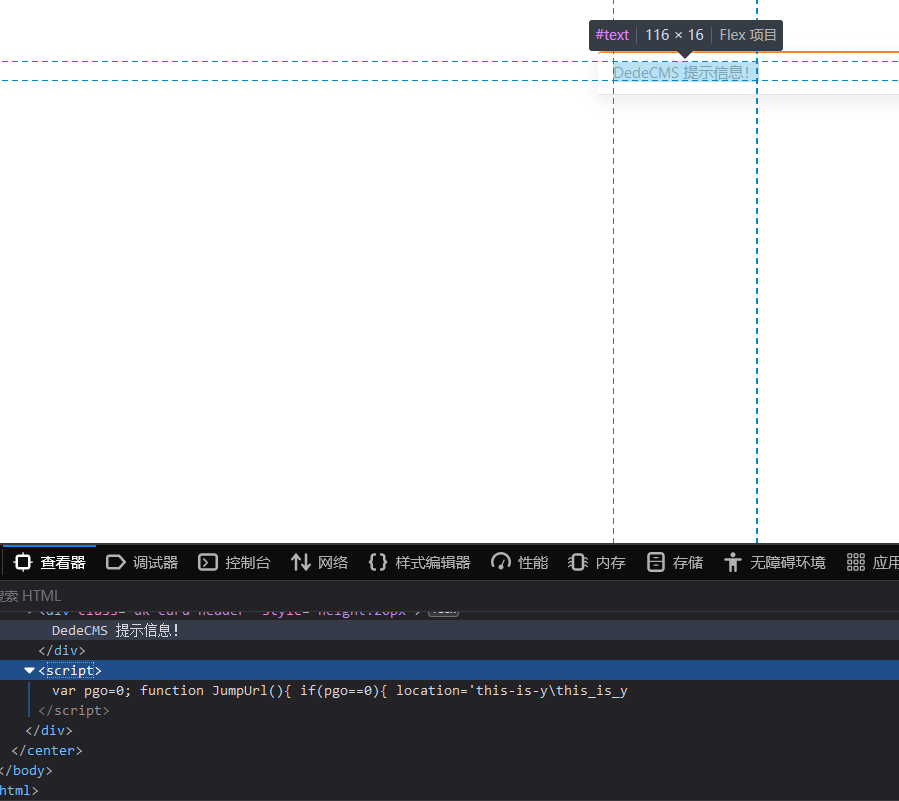 #text 116 × 16 Flex 项目
DedeCMS 提示信息！
查看器 调试器 控制台 网络 样式编辑器 性能 内存 存储 无障碍环境 应用
搜索 HTML
DedeCMS 提示信息！
</div>
<script>
var pgo=0; function JumpUrl(){ if(pgo==0){ location='this-is-y\this_is_y
</script>
</div>
</center>
</body>
html>